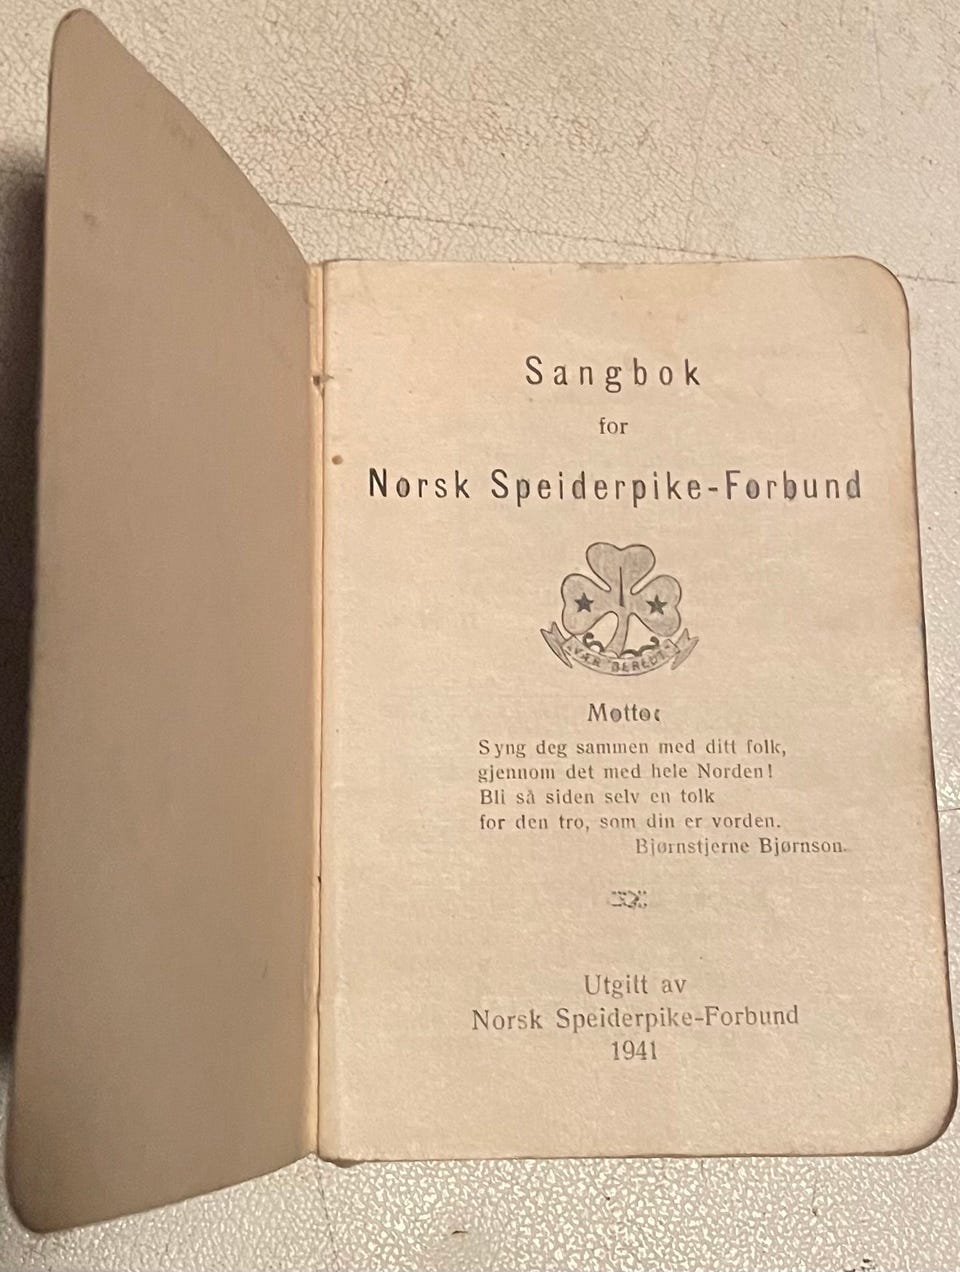 Sangbok
for
Norsk Speiderpike-Forbund
VÆR BEREDT
Motto:
Syng deg sammen med ditt folk,
gjennom det med hele Norden!
Bli så siden selv en tolk
for den tro, som din er vorden.
Bjørnstjerne Bjørnson.
Utgitt av
Norsk Speiderpike-Forbund
1941